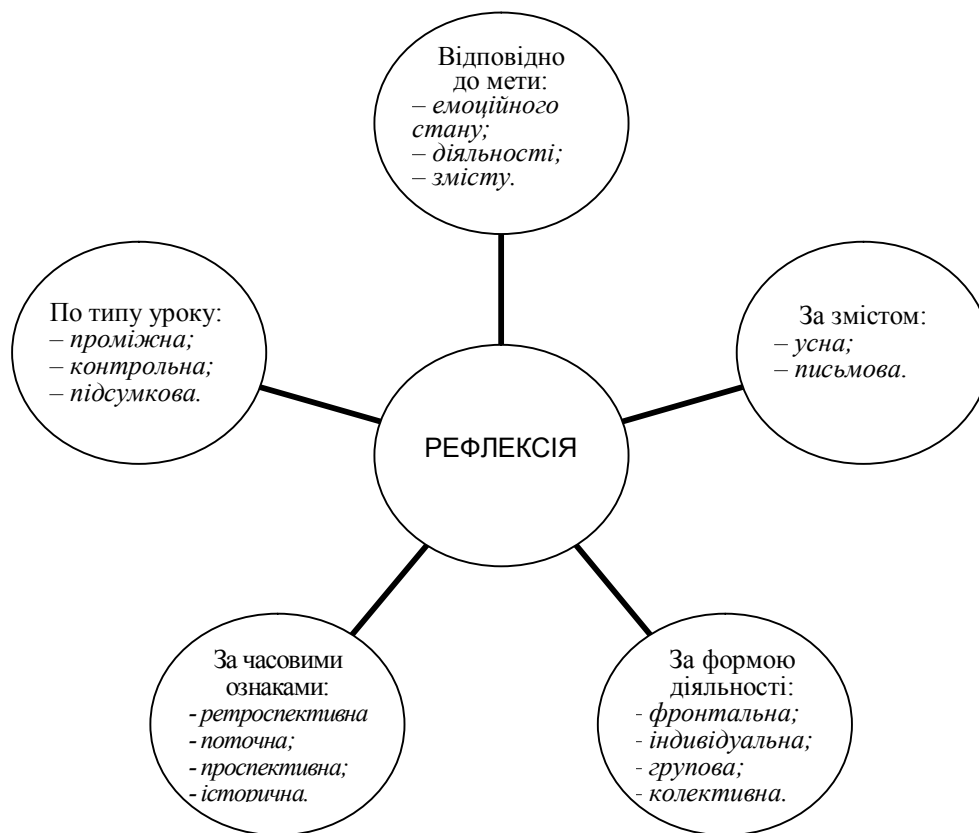 Відповідно
до мети:
– емоційного
стану;
– діяльності;
– змісту.
По типу уроку:
– проміжна;
– контрольна;
– підсумкова.
За змістом:
– усна;
– письмова.
РЕФЛЕКСІЯ
За часовими
ознаками:
- ретроспективна
- поточна;
- проспективна;
- історична.
За формою
діяльності:
- фронтальна;
- індивідуальна;
- групова;
- колективна.